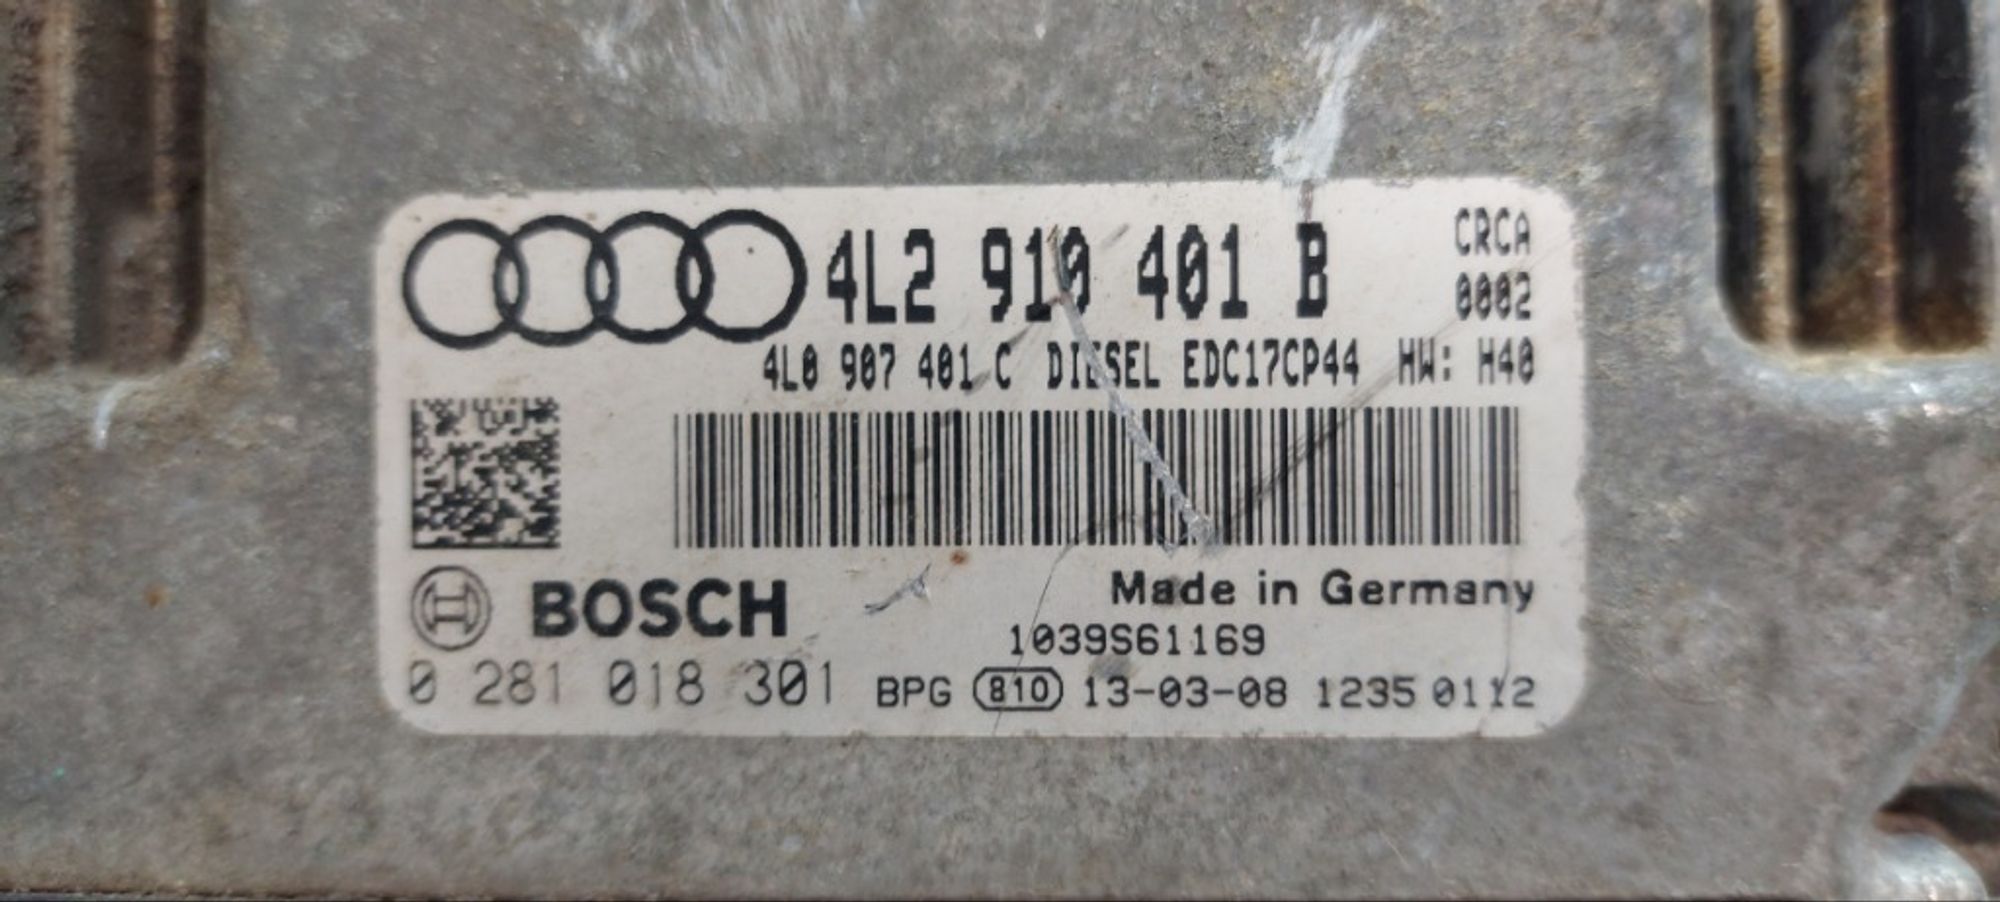 4L2 910 401 B CRCA
0002
4L0 907 401 C DIESEL EDC17CP44 HW: H40
BOSCH Made in Germany
1039S61169
0 281 018 301 BPG 810 13-03-08 1235 0112